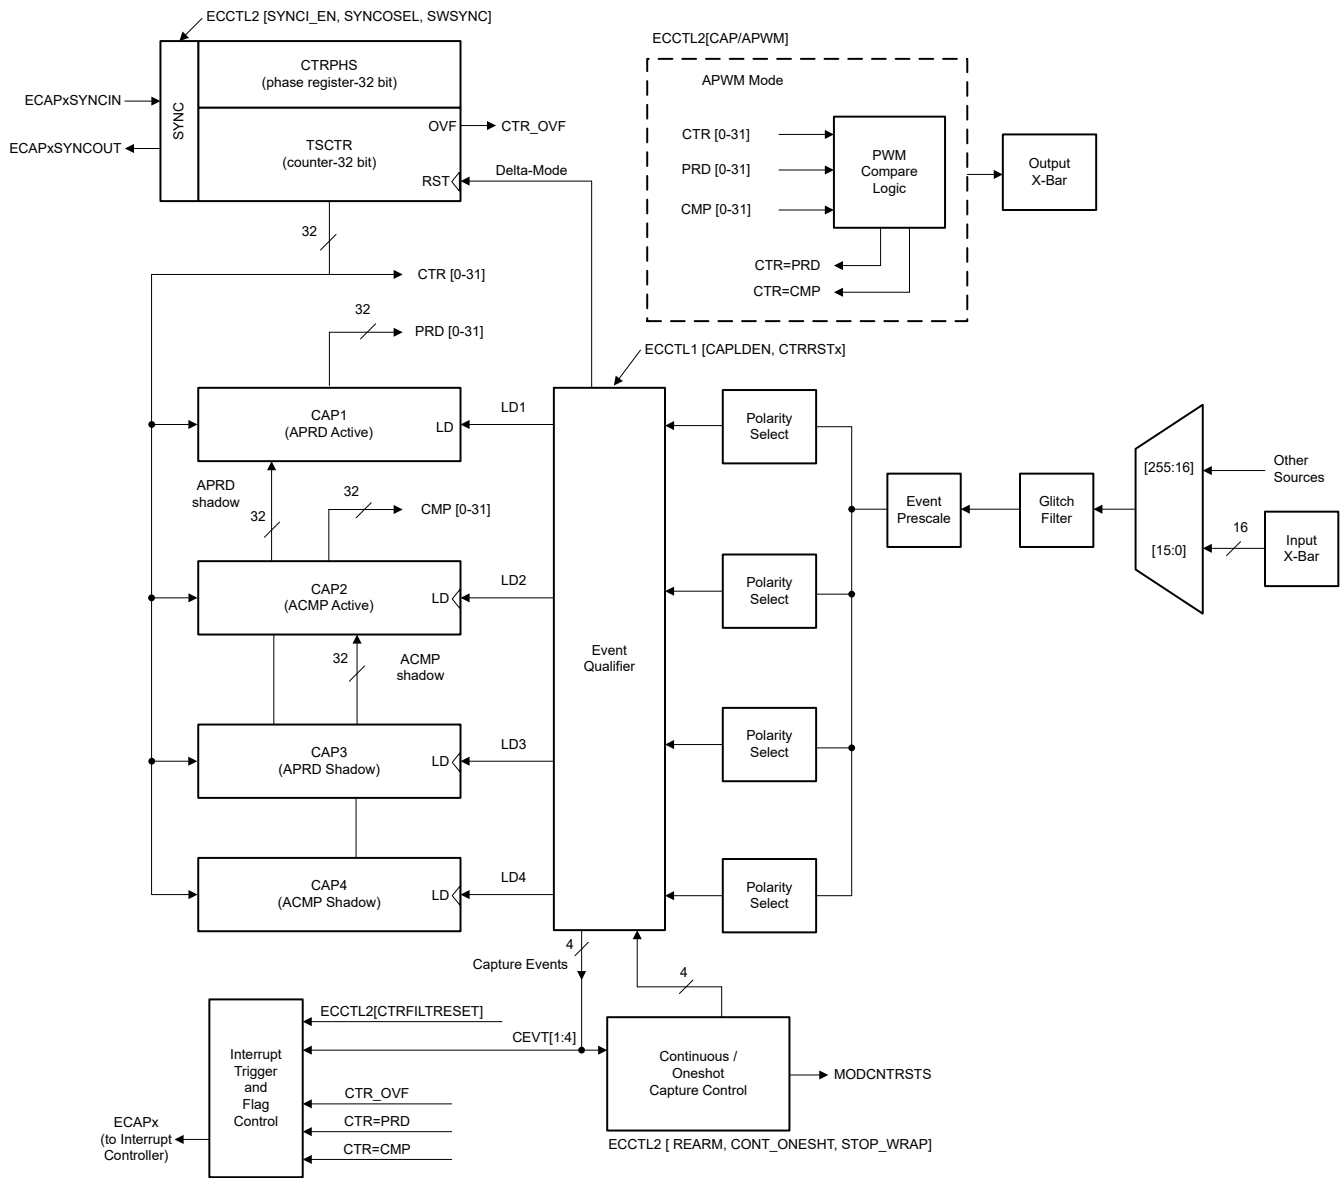 ECCTL2 [SYNCI_EN, SYNCOSEL, SWSYNC]
CTRPHS
(phase register-32 bit)
SYNC
ECAPxSYNCIN
ECAPxSYNCOUT
OVF
CTR_OVF
TSCTR
(counter-32 bit)
RST
Delta-Mode
32
CTR [0-31]
32
PRD [0-31]
ECCTL2[CAP/APWM]
APWM Mode
CTR [0-31]
PRD [0-31]
CMP [0-31]
PWM
Compare
Logic
CTR=PRD
CTR=CMP
Output
X-Bar
ECCTL1 [CAPLDEN, CTRRSTx]
CAP1
(APRD Active)
LD
LD1
APRD
shadow
32
32
CMP [0-31]
CAP2
(ACMP Active)
LD
LD2
32
ACMP
shadow
CAP3
(APRD Shadow)
LD
LD3
CAP4
(ACMP Shadow)
LD
LD4
Event
Qualifier
Polarity
Select
Polarity
Select
Polarity
Select
Polarity
Select
Event
Prescale
Glitch
Filter
[255:16]
[15:0]
Other
Sources
16
Input
X-Bar
4
Capture Events
4
ECCTL2[CTRFILTRESET]
CEVT[1:4]
Interrupt
Trigger
and
Flag
Control
CTR_OVF
CTR=PRD
CTR=CMP
ECAPx
(to Interrupt
Controller)
Continuous /
Oneshot
Capture Control
MODCNTRSTS
ECCTL2 [ REARM, CONT_ONESHT, STOP_WRAP]